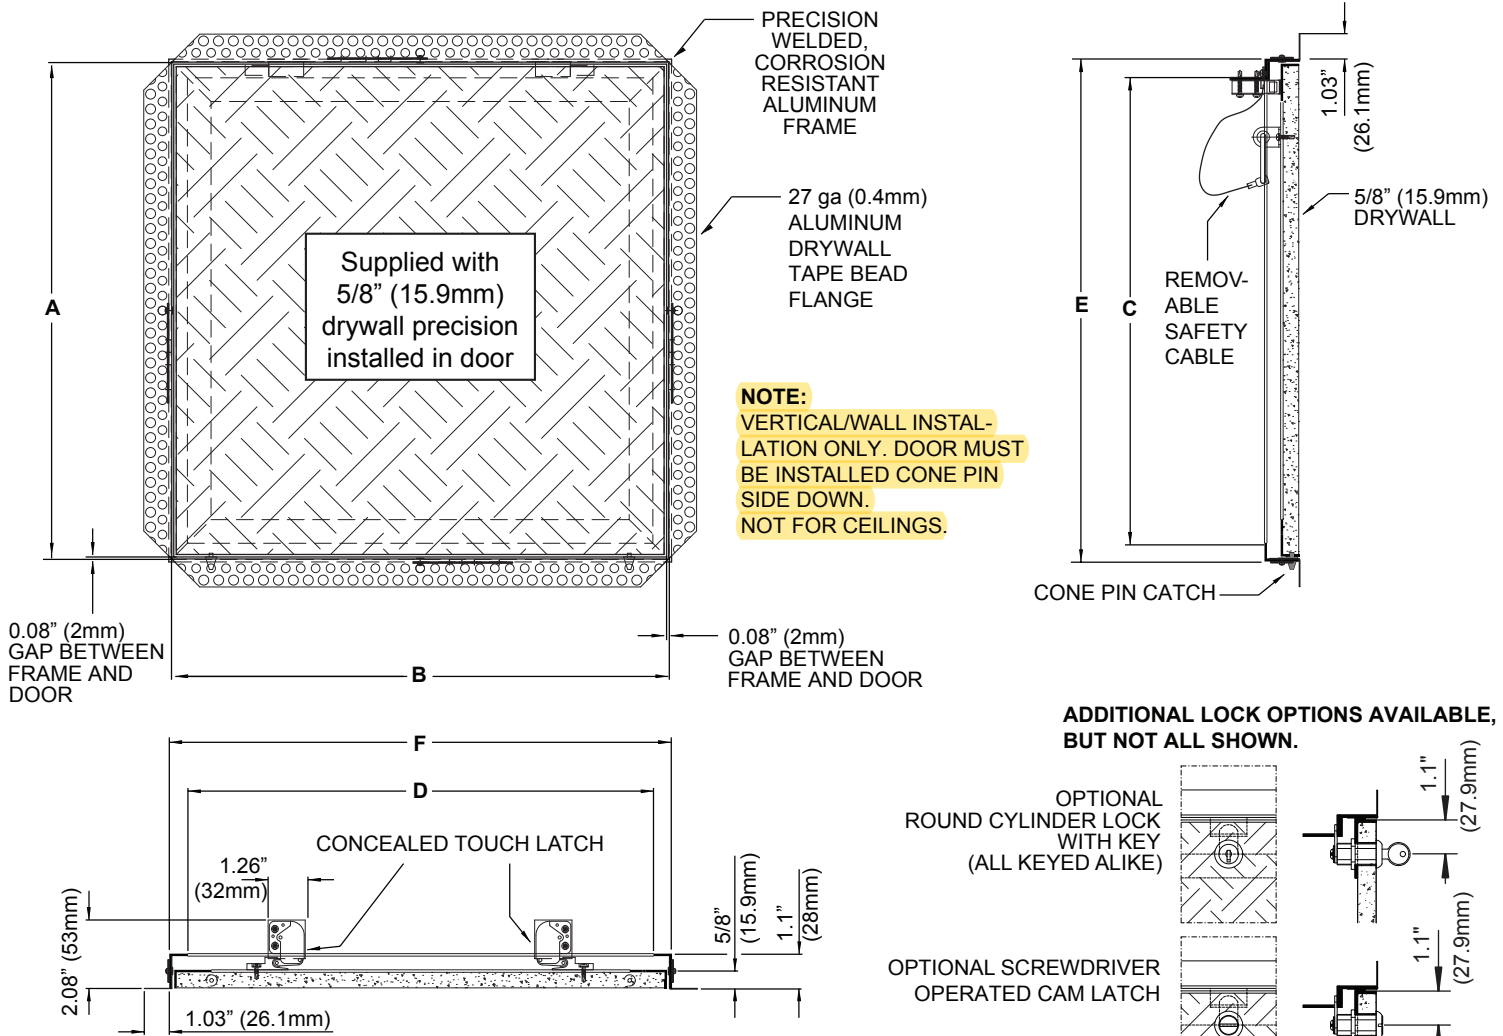 PRECISION
WELDED,
CORROSION
RESISTANT
ALUMINUM
FRAME
A
27 ga (0.4mm)
ALUMINUM
DRYWALL
TAPE BEAD
FLANGE
Supplied with
5/8” (15.9mm)
drywall precision
installed in door
NOTE:
VERTICAL/WALL INSTAL-
LATION ONLY. DOOR MUST
BE INSTALLED CONE PIN
SIDE DOWN.
NOT FOR CEILINGS.
0.08” (2mm)
GAP BETWEEN
FRAME AND
DOOR
B
0.08” (2mm)
GAP BETWEEN
FRAME AND DOOR
1.03”
(26.1mm)
5/8” (15.9mm)
DRYWALL
E
C
REMOV-
ABLE
SAFETY
CABLE
CONE PIN CATCH
F
D
CONCEALED TOUCH LATCH
1.26”
(32mm)
2.08” (53mm)
5/8”
(15.9mm)
1.1”
(28mm)
1.03” (26.1mm)
ADDITIONAL LOCK OPTIONS AVAILABLE,
BUT NOT ALL SHOWN.
OPTIONAL
ROUND CYLINDER LOCK
WITH KEY
(ALL KEYED ALIKE)
1.1"
(27.9mm)
OPTIONAL SCREWDRIVER
OPERATED CAM LATCH
1.1"
(27.9mm)